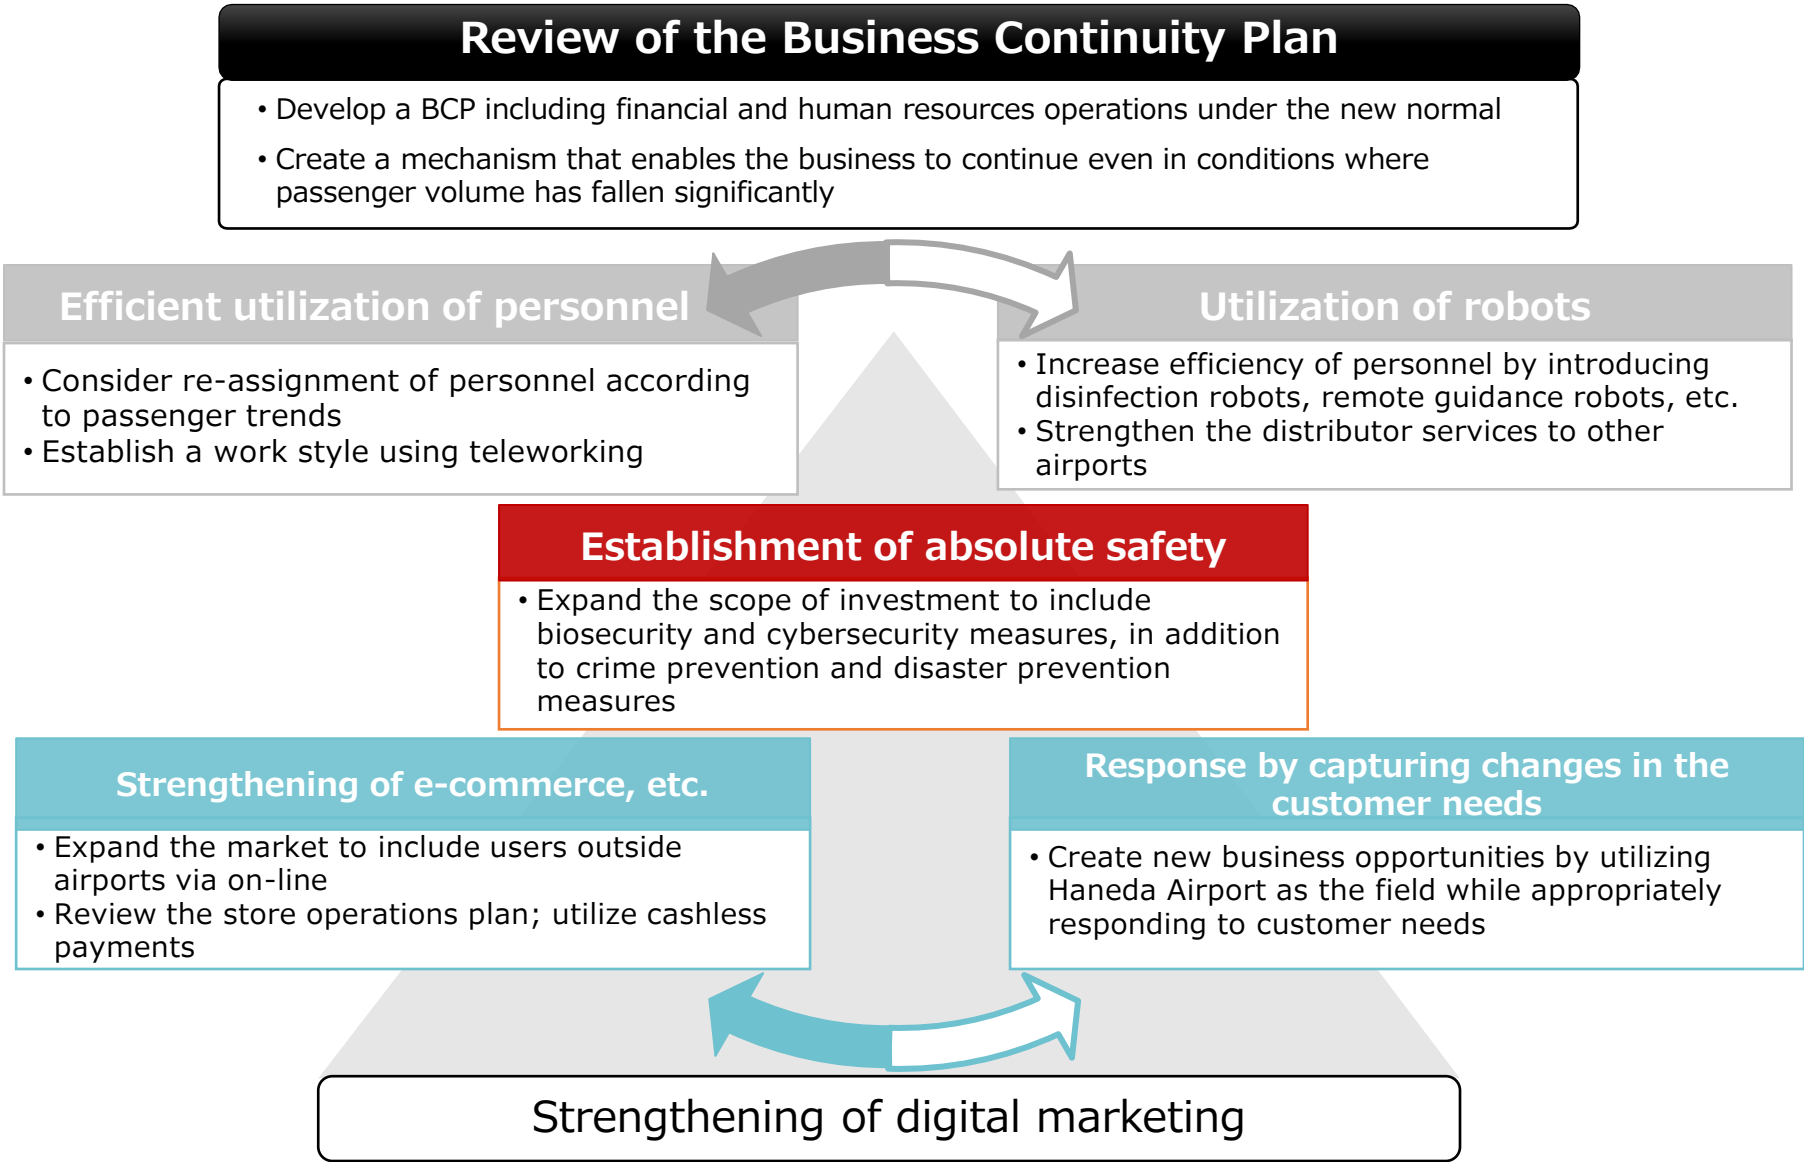 Review of the Business Continuity Plan
• Develop a BCP including financial and human resources operations under the new normal
• Create a mechanism that enables the business to continue even in conditions where
passenger volume has fallen significantly
Efficient utilization of personnel
• Consider re-assignment of personnel according
to passenger trends
• Establish a work style using teleworking
Utilization of robots
• Increase efficiency of personnel by introducing
disinfection robots, remote guidance robots, etc.
• Strengthen the distributor services to other
airports
Establishment of absolute safety
• Expand the scope of investment to include
biosecurity and cybersecurity measures, in addition
to crime prevention and disaster prevention
measures
Strengthening of e-commerce, etc.
• Expand the market to include users outside
airports via on-line
• Review the store operations plan; utilize cashless
payments
Response by capturing changes in the
customer needs
• Create new business opportunities by utilizing
Haneda Airport as the field while appropriately
responding to customer needs
Strengthening of digital marketing